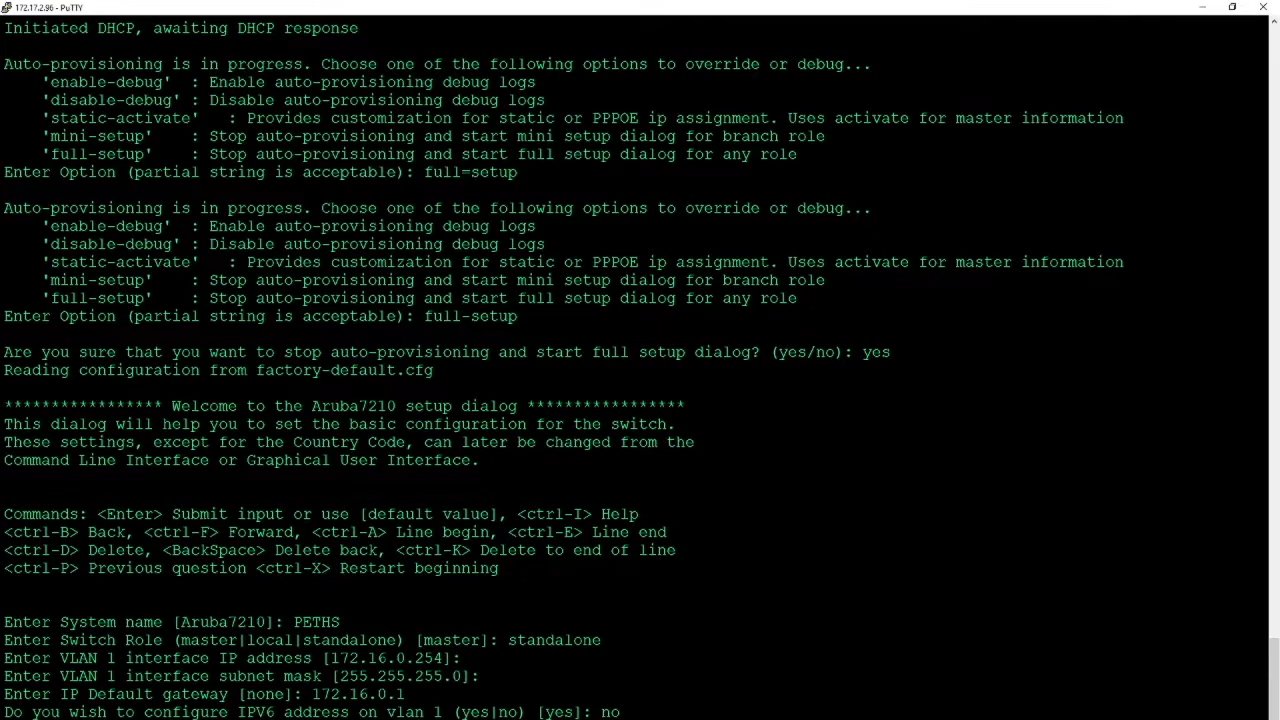 172.17.2.96 - PuTTY
Initiated DHCP, awaiting DHCP response
Auto-provisioning is in progress. Choose one of the following options to override or debug...
    'enable-debug'  : Enable auto-provisioning debug logs
    'disable-debug' : Disable auto-provisioning debug logs
    'static-activate'   : Provides customization for static or PPPOE ip assignment. Uses activate for master information
    'mini-setup'    : Stop auto-provisioning and start mini setup dialog for branch role
    'full-setup'    : Stop auto-provisioning and start full setup dialog for any role
Enter Option (partial string is acceptable): full=setup
Auto-provisioning is in progress. Choose one of the following options to override or debug...
    'enable-debug'  : Enable auto-provisioning debug logs
    'disable-debug' : Disable auto-provisioning debug logs
    'static-activate'   : Provides customization for static or PPPOE ip assignment. Uses activate for master information
    'mini-setup'    : Stop auto-provisioning and start mini setup dialog for branch role
    'full-setup'    : Stop auto-provisioning and start full setup dialog for any role
Enter Option (partial string is acceptable): full-setup
Are you sure that you want to stop auto-provisioning and start full setup dialog? (yes/no): yes
Reading configuration from factory-default.cfg
***************** Welcome to the Aruba7210 setup dialog *****************
This dialog will help you to set the basic configuration for the switch.
These settings, except for the Country Code, can later be changed from the
Command Line Interface or Graphical User Interface.
Commands: <Enter> Submit input or use [default value], <ctrl-I> Help
<ctrl-B> Back, <ctrl-F> Forward, <ctrl-A> Line begin, <ctrl-E> Line end
<ctrl-D> Delete, <BackSpace> Delete back, <ctrl-K> Delete to end of line
<ctrl-P> Previous question <ctrl-X> Restart beginning
Enter System name [Aruba7210]: PETHS
Enter Switch Role (master|local|standalone) [master]: standalone
Enter VLAN 1 interface IP address [172.16.0.254]:
Enter VLAN 1 interface subnet mask [255.255.255.0]:
Enter IP Default gateway [none]: 172.16.0.1
Do you wish to configure IPV6 address on vlan 1 (yes|no) [yes]: no